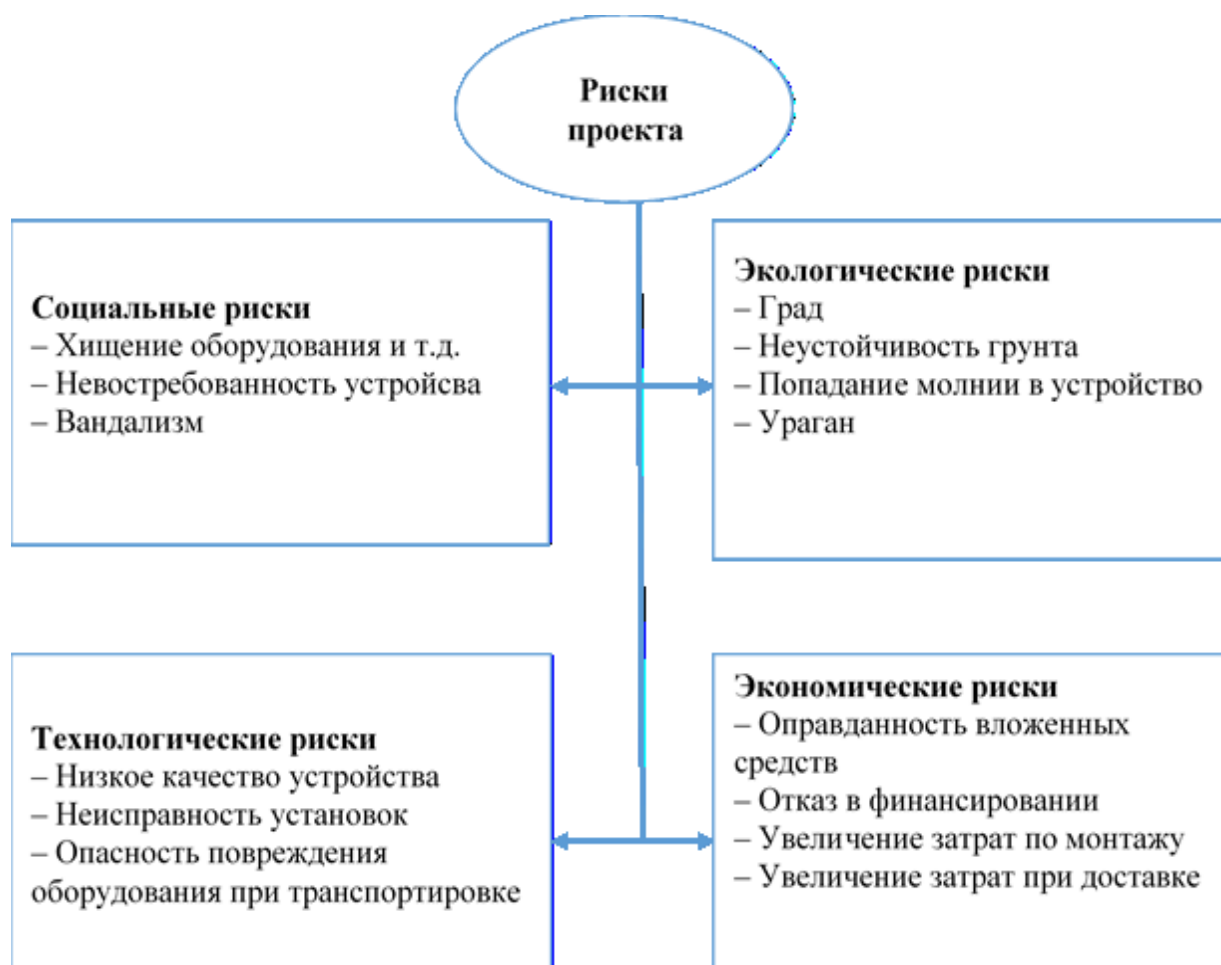 Риски
проекта
Социальные риски
– Хищение оборудования и т.д.
– Невостребованность устройсва
– Вандализм
Экологические риски
– Град
– Неустойчивость грунта
– Попадание молнии в устройство
– Ураган
Технологические риски
– Низкое качество устройства
– Неисправность установок
– Опасность повреждения
оборудования при транспортировке
Экономические риски
– Оправданность вложенных
средств
– Отказ в финансировании
– Увеличение затрат по монтажу
– Увеличение затрат при доставке